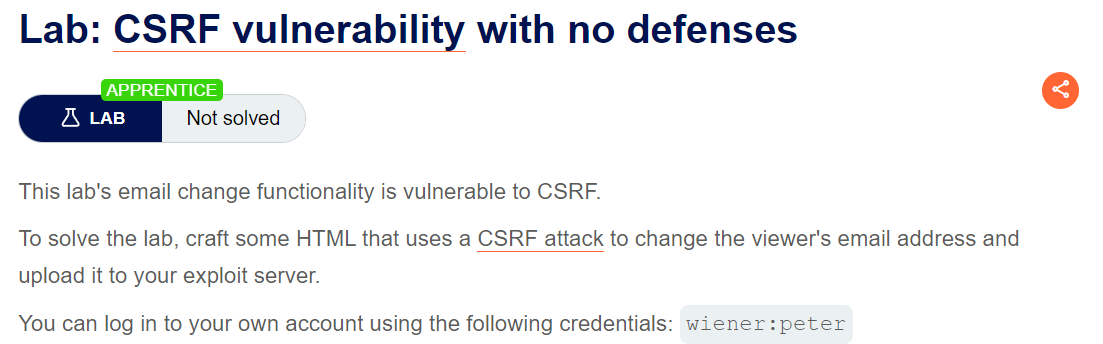 Lab: CSRF vulnerability with no defenses
APPRENTICE
LAB Not solved
This lab's email change functionality is vulnerable to CSRF.
To solve the lab, craft some HTML that uses a CSRF attack to change the viewer's email address and
upload it to your exploit server.
You can log in to your own account using the following credentials: wiener:peter